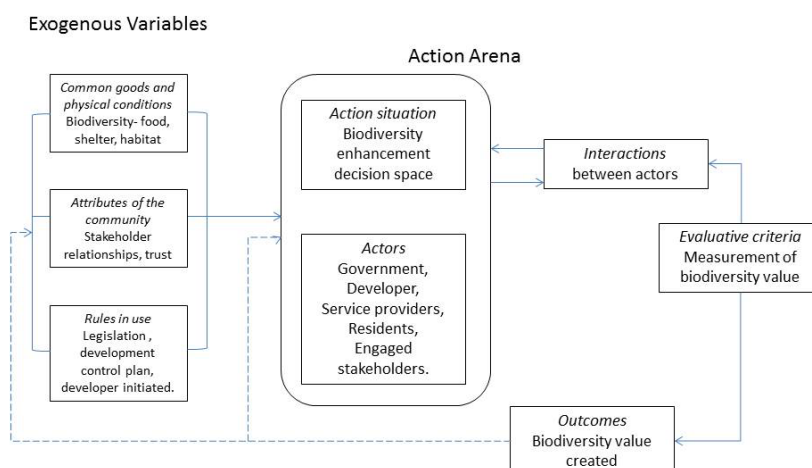 Exogenous Variables
Action Arena
Common goods and
physical conditions
Biodiversity- food,
shelter, habitat
Attributes of the
community
Stakeholder
relationships, trust
Rules in use
Legislation ,
development
control plan,
developer initiated.
Action situation
Biodiversity
enhancement
decision space
Actors
Government,
Developer,
Service providers,
Residents,
Engaged
stakeholders.
Interactions
between actors
Evaluative criteria
Measurement of
biodiversity value
Outcomes
Biodiversity value
created